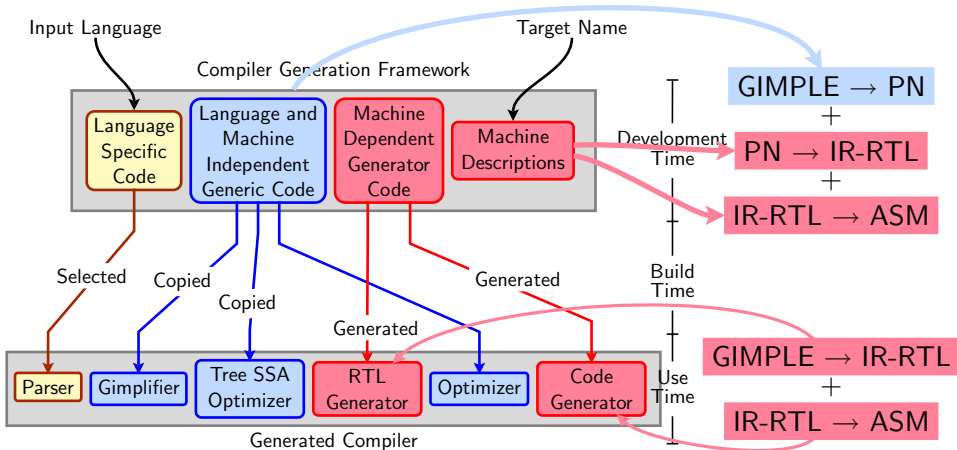 Input Language
Target Name
Compiler Generation Framework
GIMPLE → PN
+
Language
Specific
Code
Language and
Machine
Independent
Generic Code
Machine
Dependent
Generator
Code
Machine
Descriptions
Development
Time
PN → IR-RTL
+
IR-RTL → ASM
Selected
Copied
Copied
Generated
Generated
Build
Time
Parser
Gimplifier
Tree SSA
Optimizer
RTL
Generator
Optimizer
Code
Generator
Use
Time
GIMPLE → IR-RTL
+
IR-RTL → ASM
Generated Compiler